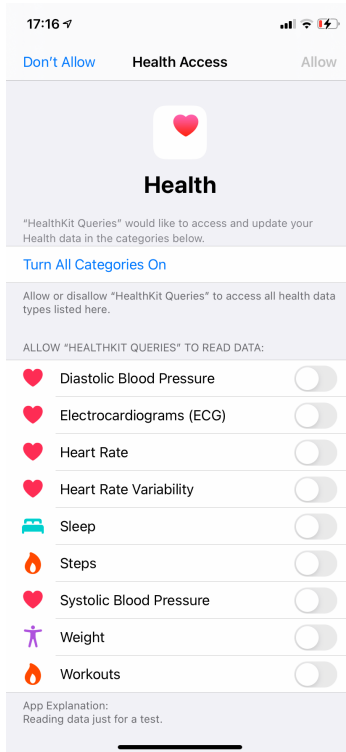 17:16
Don't Allow Health Access Allow
Health
“HealthKit Queries” would like to access and update your
Health data in the categories below.
Turn All Categories On
Allow or disallow “HealthKit Queries” to access all health data
types listed here.
ALLOW “HEALTHKIT QUERIES” TO READ DATA:
Diastolic Blood Pressure
Electrocardiograms (ECG)
Heart Rate
Heart Rate Variability
Sleep
Steps
Systolic Blood Pressure
Weight
Workouts
App Explanation:
Reading data just for a test.